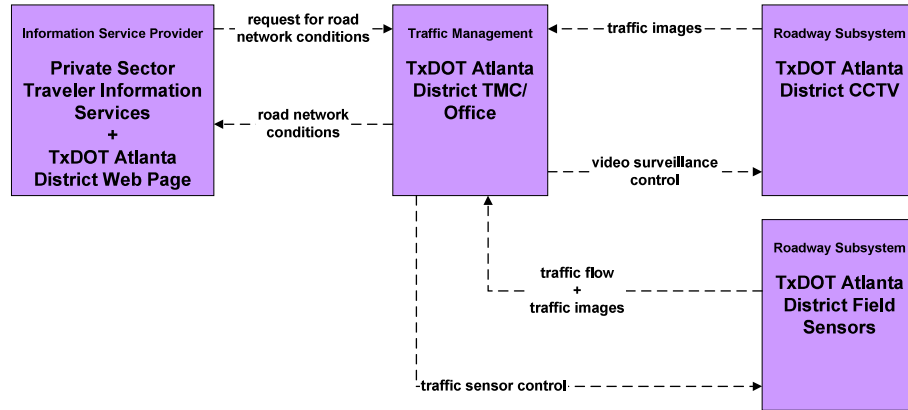 Information Service Provider
Private Sector
Traveler Information
Services
+
TxDOT Atlanta
District Web Page
request for road
network conditions
road network
conditions
Traffic Management
TxDOT Atlanta
District TMC/
Office
traffic images
video surveillance
control
Roadway Subsystem
TxDOT Atlanta
District CCTV
traffic flow
+
traffic images
traffic sensor control
Roadway Subsystem
TxDOT Atlanta
District Field
Sensors